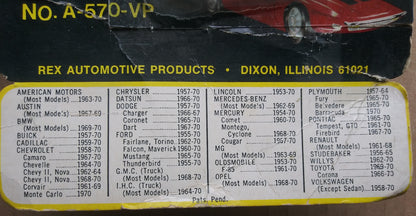 NO. A-570-VP
REX AUTOMOTIVE PRODUCTS · DIXON, ILLINOIS 61021
AMERICAN MOTORS
(Most Models)....1963-70
AUSTIN
(Most Models)....1967-69
BMW
(Most Models)....1969-70
BUICK....1957-70
CADILLAC....1959-70
CHEVROLET....1958-70
Camaro....1967-70
Chevelle....1964-70
Chevy II, Nova....1962-64
Chevy II, Nova....1968-70
Corvair....1961-69
Monte Carlo....1970
CHRYSLER....1957-70
DATSUN....1966-70
DODGE....1957-70
Charger....1966-67
Coronet....1965-70
Dart....1967-70
FORD....1955-70
Fairlane, Torino....1962-70
Falcon, Maverick....1960-70
Mustang....1965-70
Thunderbird....1955-70
G.M.C. (Truck)
(Most Models)....1968-70
I.H.C. (Truck)
(Most Models)....1964-70
LINCOLN....1953-70
MERCEDES-BENZ
(Most Models)....1962-69
MERCURY....1954-70
Comet....1960-70
Montego,
Cyclone....1968-70
Cougar....1967-70
MG
(Most Models)....1963-69
OLDSMOBILE....1953-70
F-85....1961-70
OPEL
(Most Models)....1968-70
PLYMOUTH....1957-64
Fury....1965-70
Belvedere....1965-70
Barracuda....1970
PONTIAC....1965-70
Tempest, GTO....1961-70
Firebird....1967-70
RENAULT
(Most Models)....1961-68
STUDEBAKER....1956-65
WILLYS....1962-70
TOYOTA....1969-70
Corona....1966-70
VOLKSWAGEN
(Except Sedan)....1958-70
Pats. Pend.